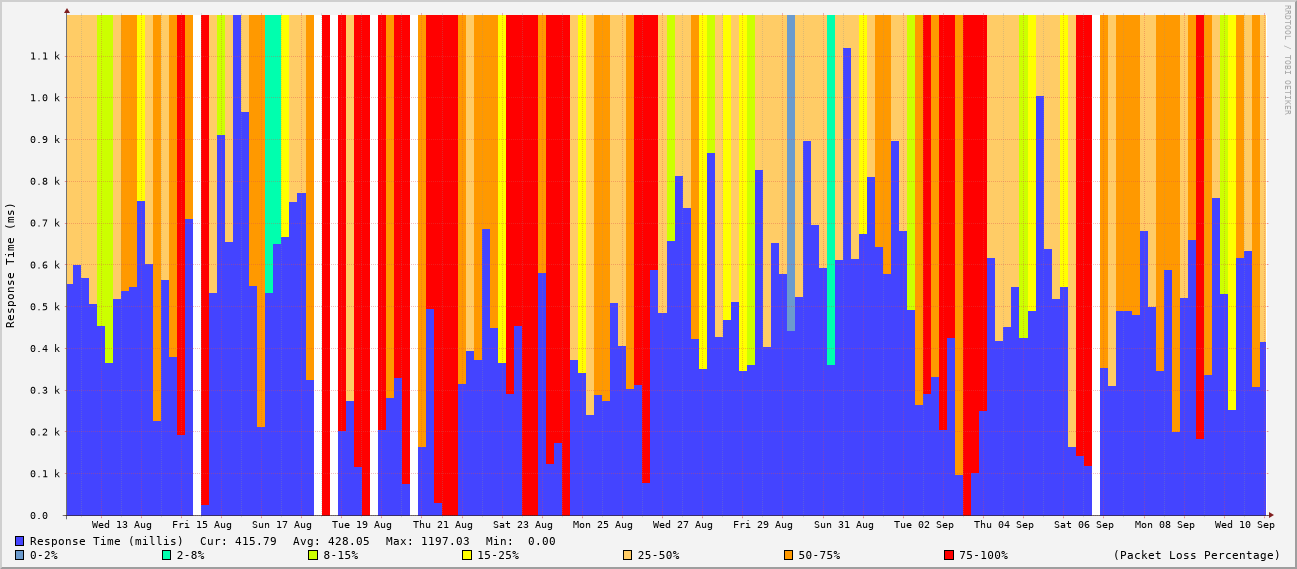 RRDTOOL / TOBI OETIKER
Response Time (ms)
1.1 k
1.0 k
0.9 k
0.8 k
0.7 k
0.6 k
0.5 k
0.4 k
0.3 k
0.2 k
0.1 k
0.0
Wed 13 Aug Fri 15 Aug Sun 17 Aug Tue 19 Aug Thu 21 Aug Sat 23 Aug Mon 25 Aug Wed 27 Aug Fri 29 Aug Sun 31 Aug Tue 02 Sep Thu 04 Sep Sat 06 Sep Mon 08 Sep Wed 10 Sep
Response Time (millis) Cur: 415.79 Avg: 428.05 Max: 1197.03 Min: 0.00
0-2% 2-8% 8-15% 15-25% 25-50% 50-75% 75-100% (Packet Loss Percentage)